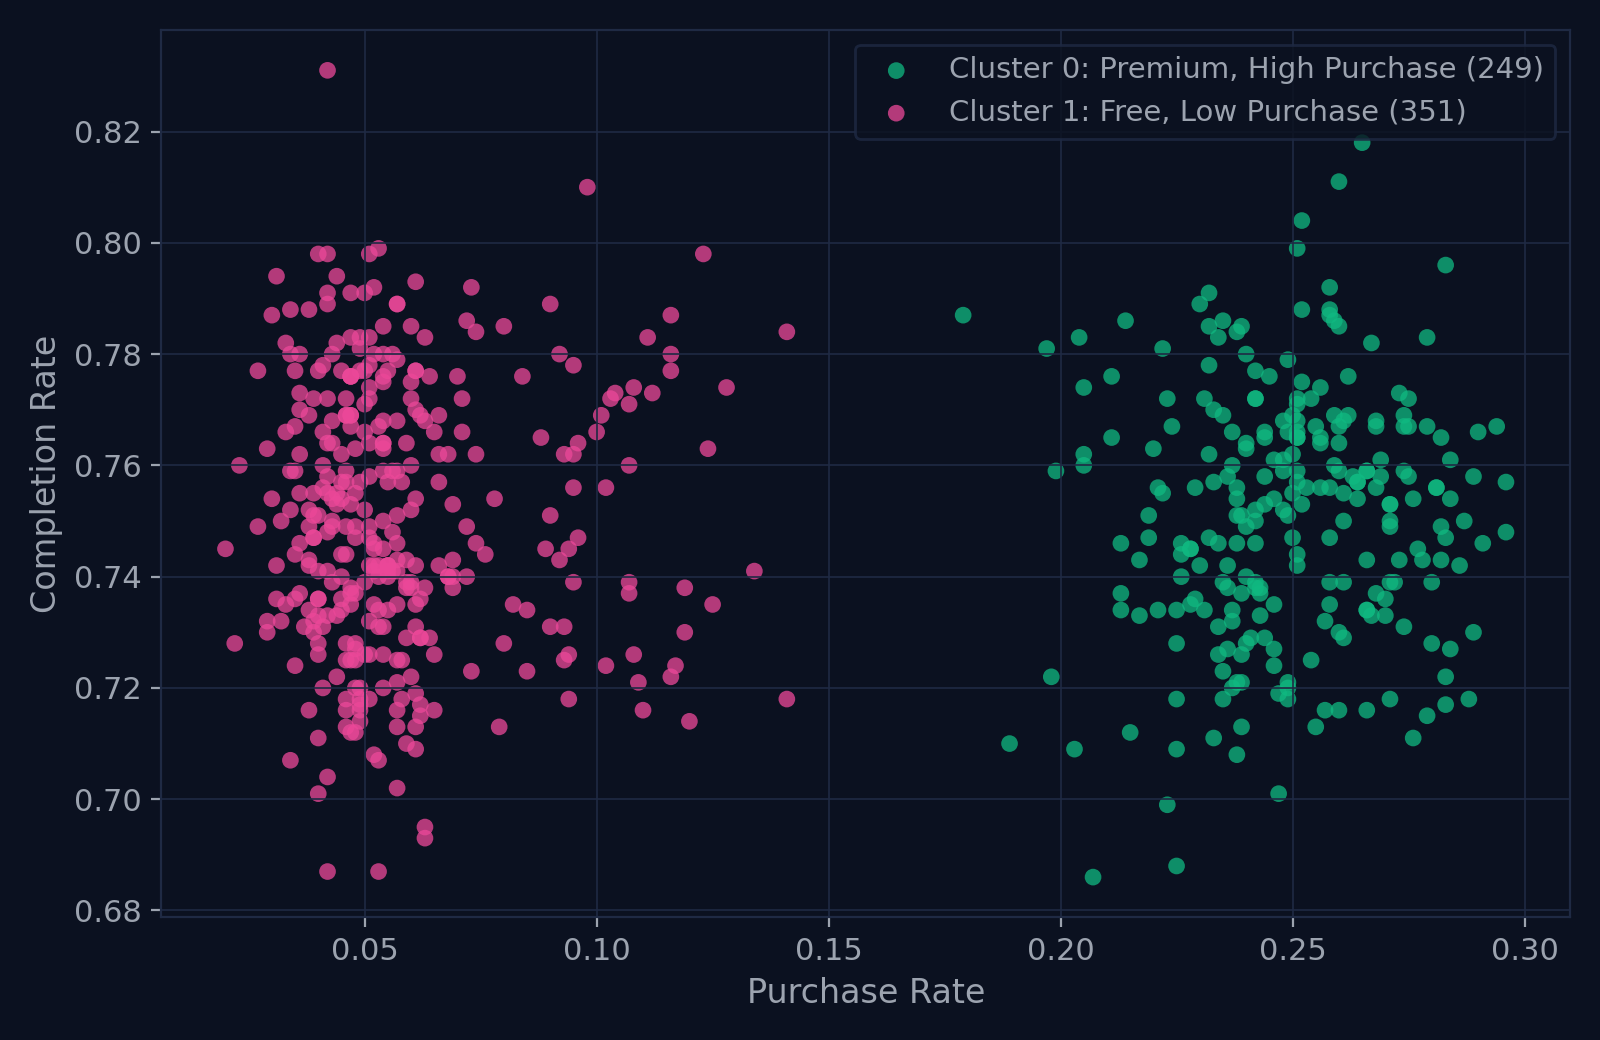 Cluster 0: Premium, High Purchase (249)
Cluster 1: Free, Low Purchase (351)
Completion Rate
0.82
0.80
0.78
0.76
0.74
0.72
0.70
0.68
0.05 0.10 0.15 0.20 0.25 0.30
Purchase Rate